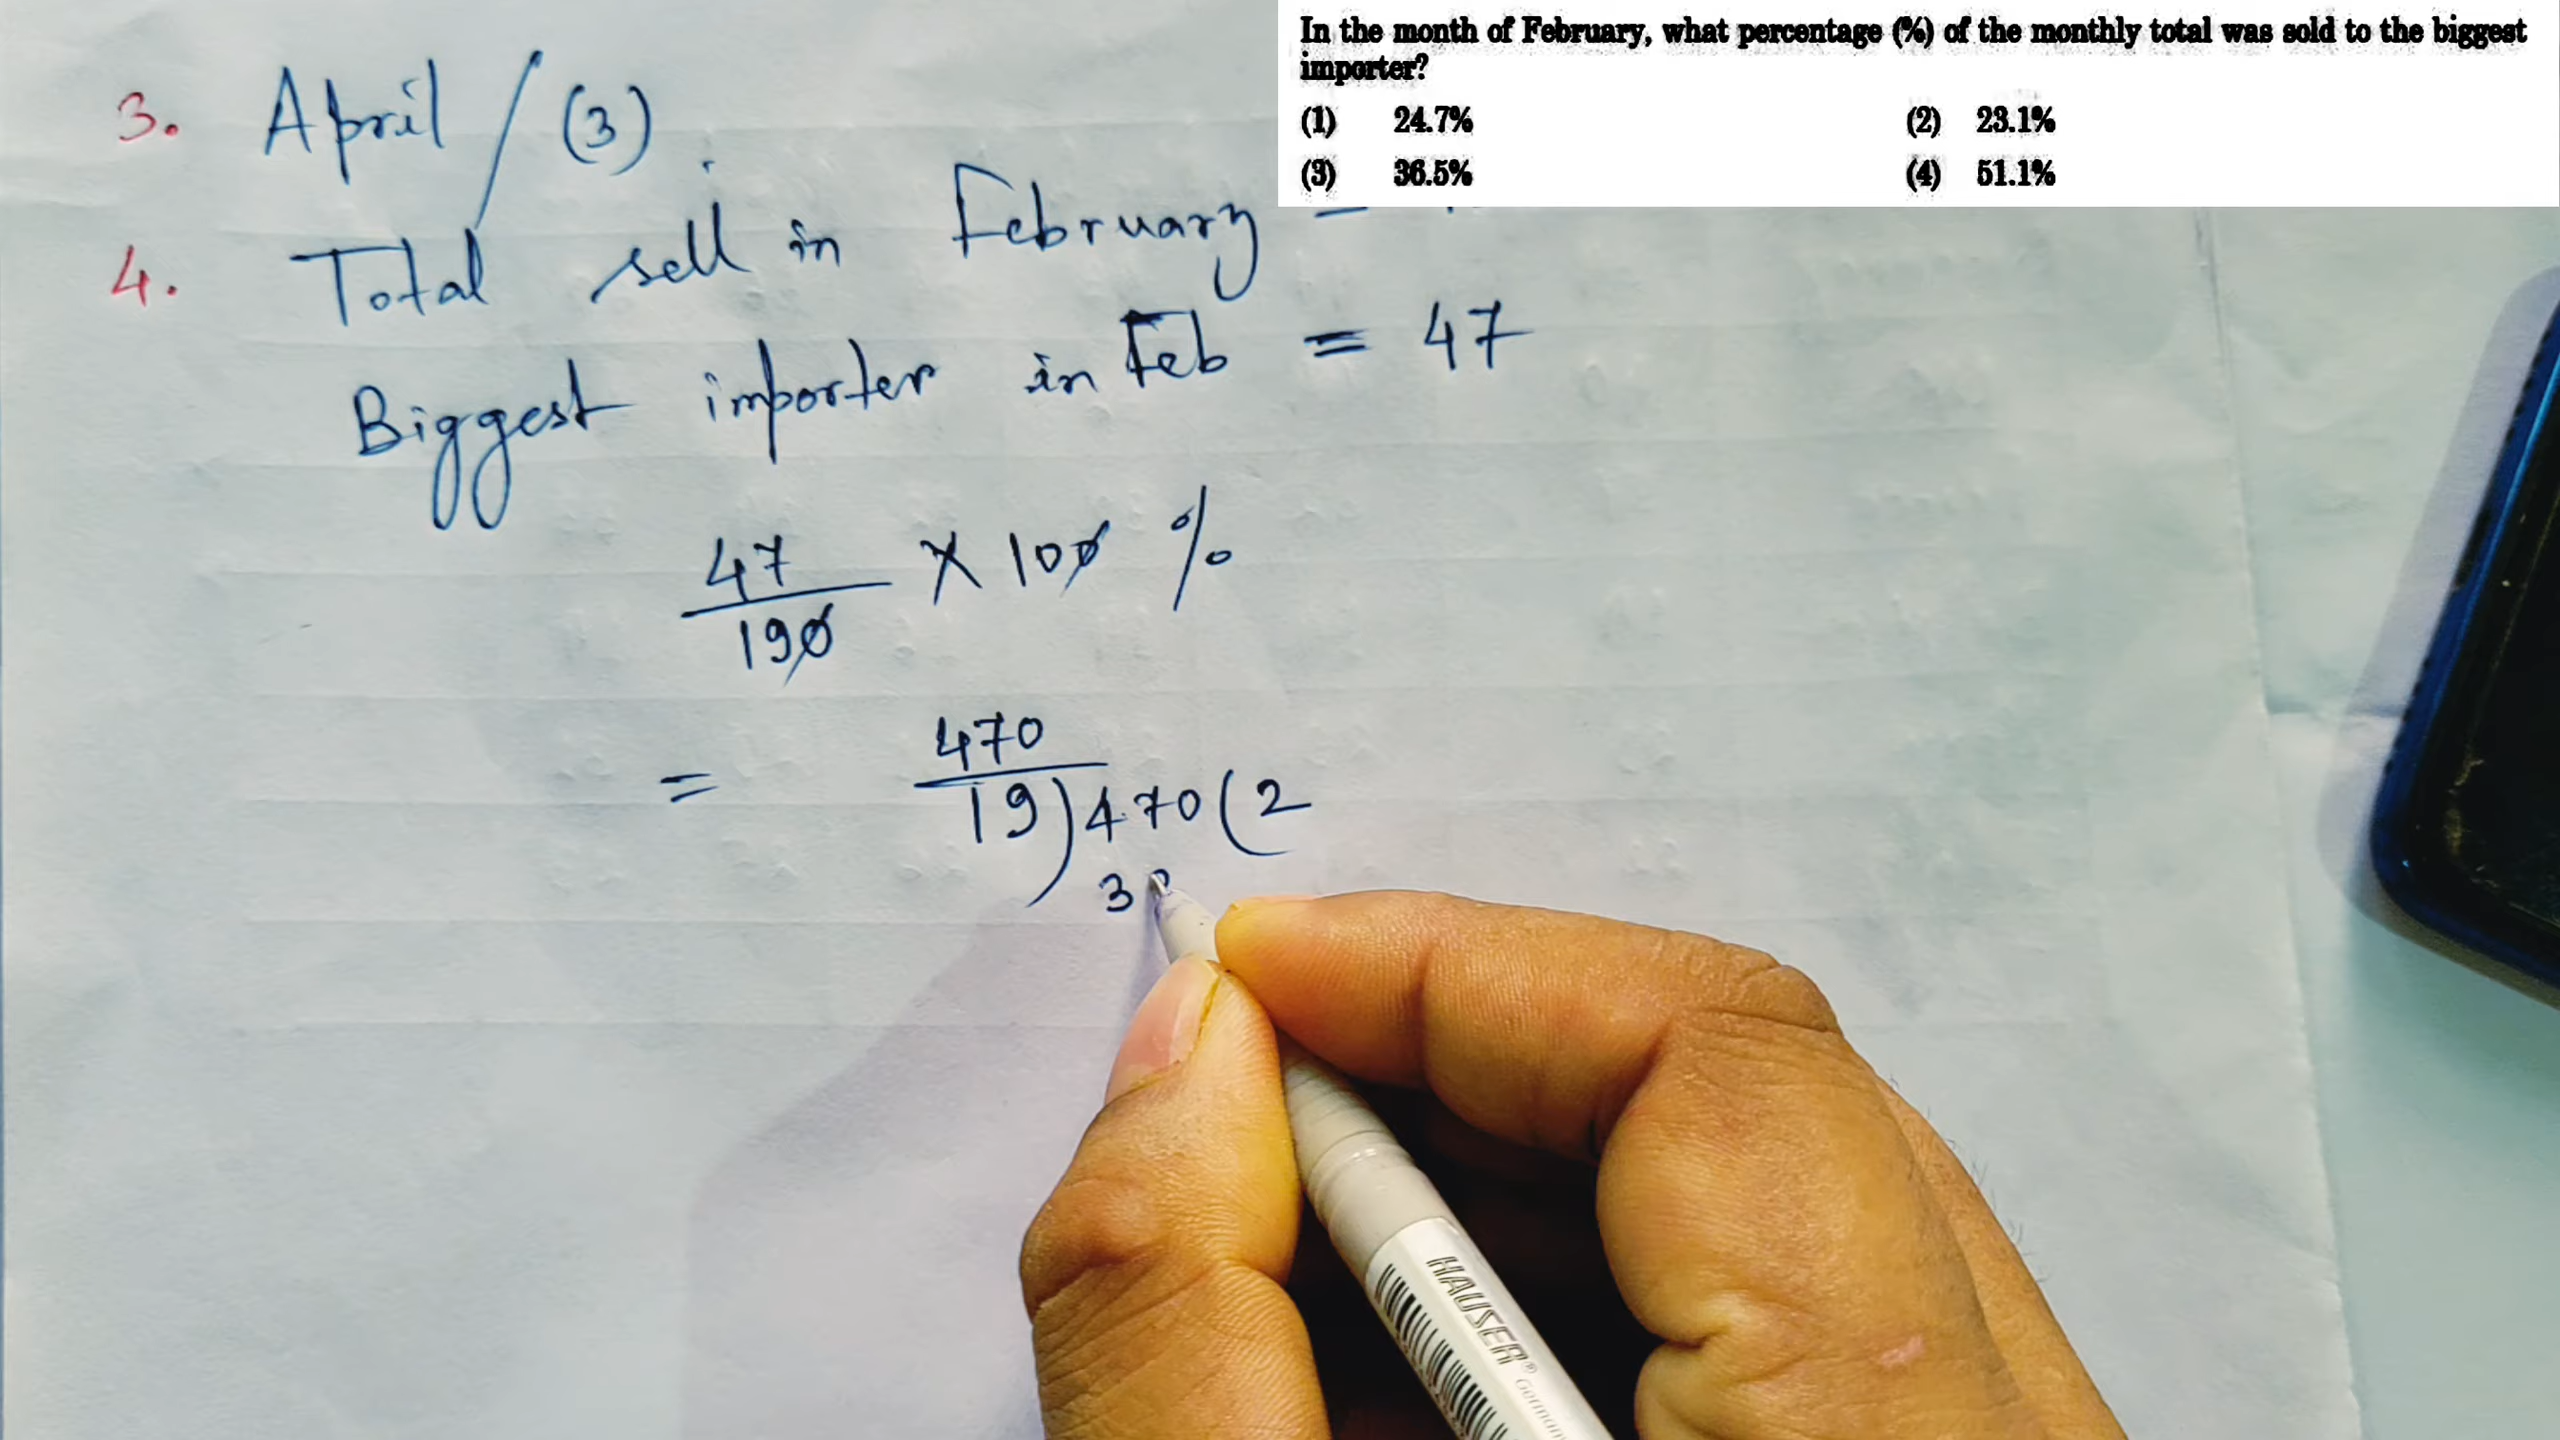 In the month of February, what percentage (%) of the monthly total was sold to the biggest
importer?
(1) 24.7% (2) 23.1%
(3) 36.5% (4) 51.1%
3. April / (3)
4. Total sell in February =
Biggest importer in Feb = 47
47
190 × 100 %
= 470
19 ) 470 ( 2
3
HAUSER®